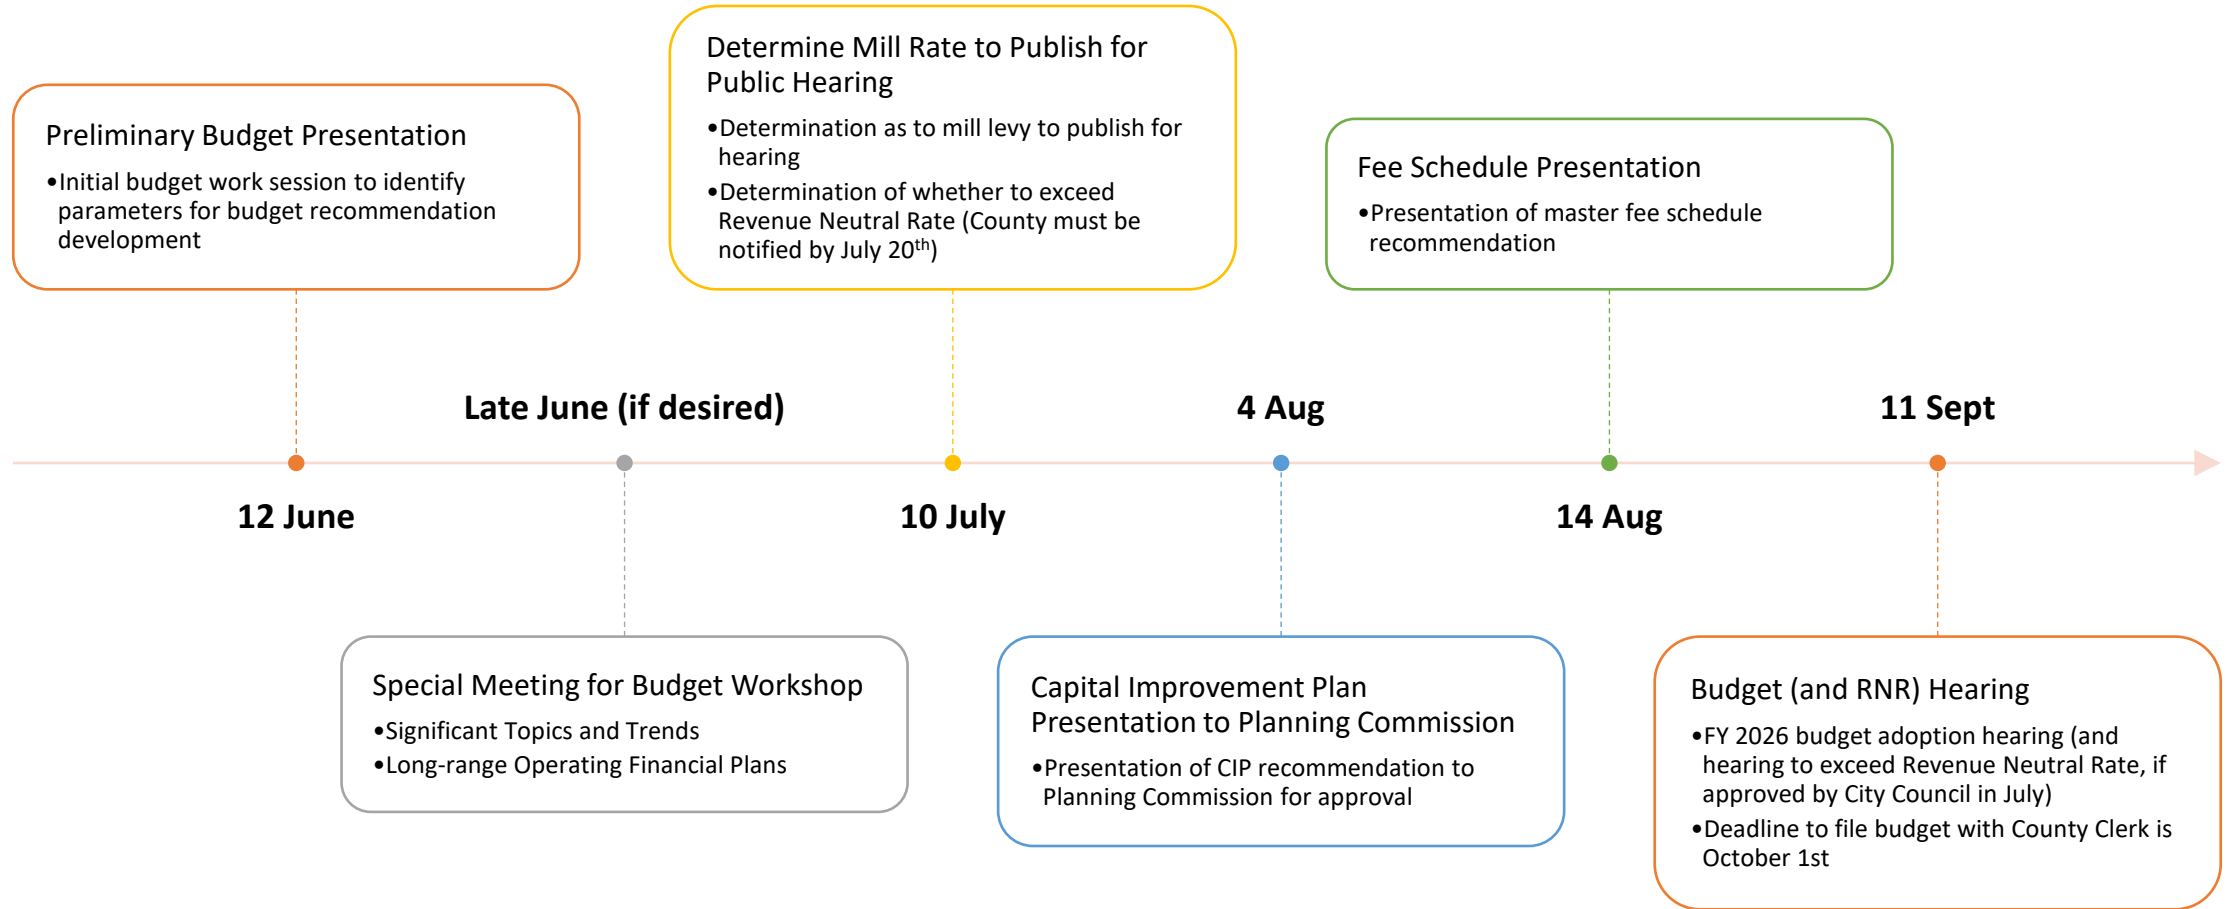 Preliminary Budget Presentation
•Initial budget work session to identify
parameters for budget recommendation
development
12 June
Late June (if desired)
Special Meeting for Budget Workshop
•Significant Topics and Trends
•Long-range Operating Financial Plans
Determine Mill Rate to Publish for
Public Hearing
•Determination as to mill levy to publish for
hearing
•Determination of whether to exceed
Revenue Neutral Rate (County must be
notified by July 20th)
10 July
4 Aug
Capital Improvement Plan
Presentation to Planning Commission
•Presentation of CIP recommendation to
Planning Commission for approval
Fee Schedule Presentation
•Presentation of master fee schedule
recommendation
14 Aug
11 Sept
Budget (and RNR) Hearing
•FY 2026 budget adoption hearing (and
hearing to exceed Revenue Neutral Rate, if
approved by City Council in July)
•Deadline to file budget with County Clerk is
October 1st